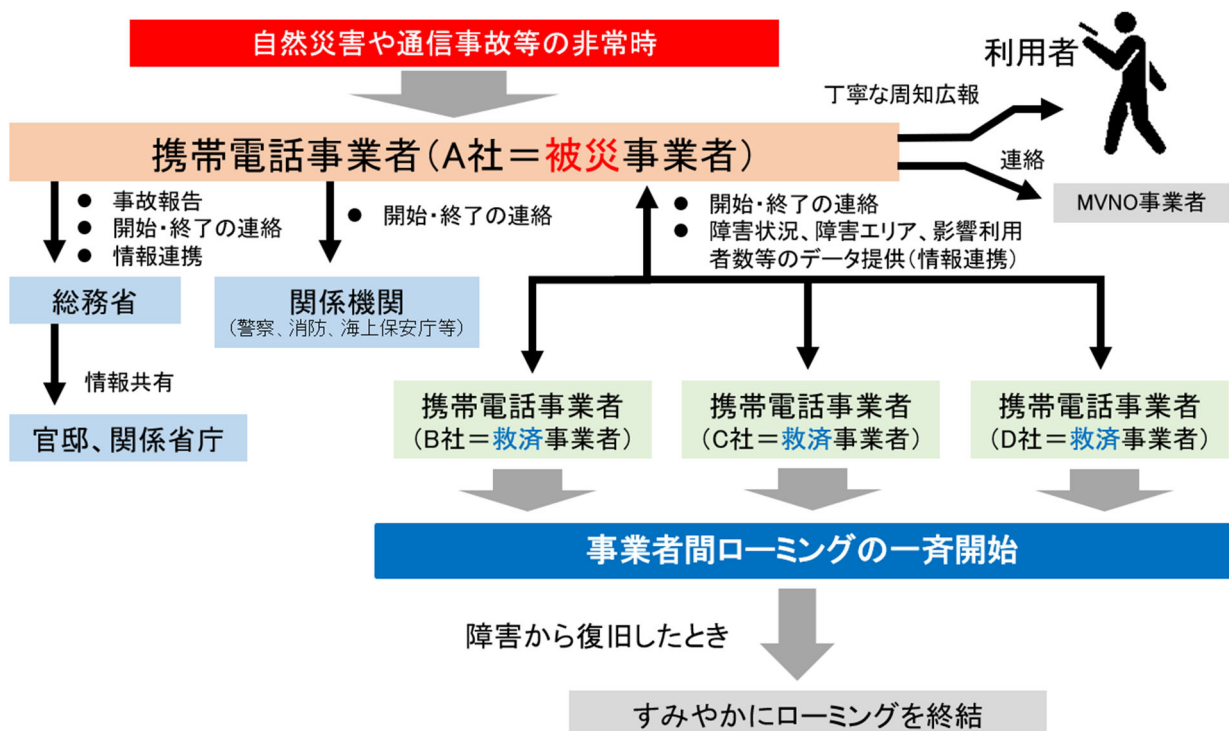 自然災害や通信事故等の非常時
利用者
丁寧な周知広報
携帯電話事業者(A社＝被災事業者)
連絡
MVNO事業者
● 事故報告
● 開始・終了の連絡
● 情報連携
● 開始・終了の連絡
● 開始・終了の連絡
● 障害状況、障害エリア、影響利用
者数等のデータ提供(情報連携)
総務省
関係機関
(警察、消防、海上保安庁等)
情報共有
官邸、関係省庁
携帯電話事業者
(B社＝救済事業者)
携帯電話事業者
(C社＝救済事業者)
携帯電話事業者
(D社＝救済事業者)
事業者間ローミングの一斉開始
障害から復旧したとき
すみやかにローミングを終結